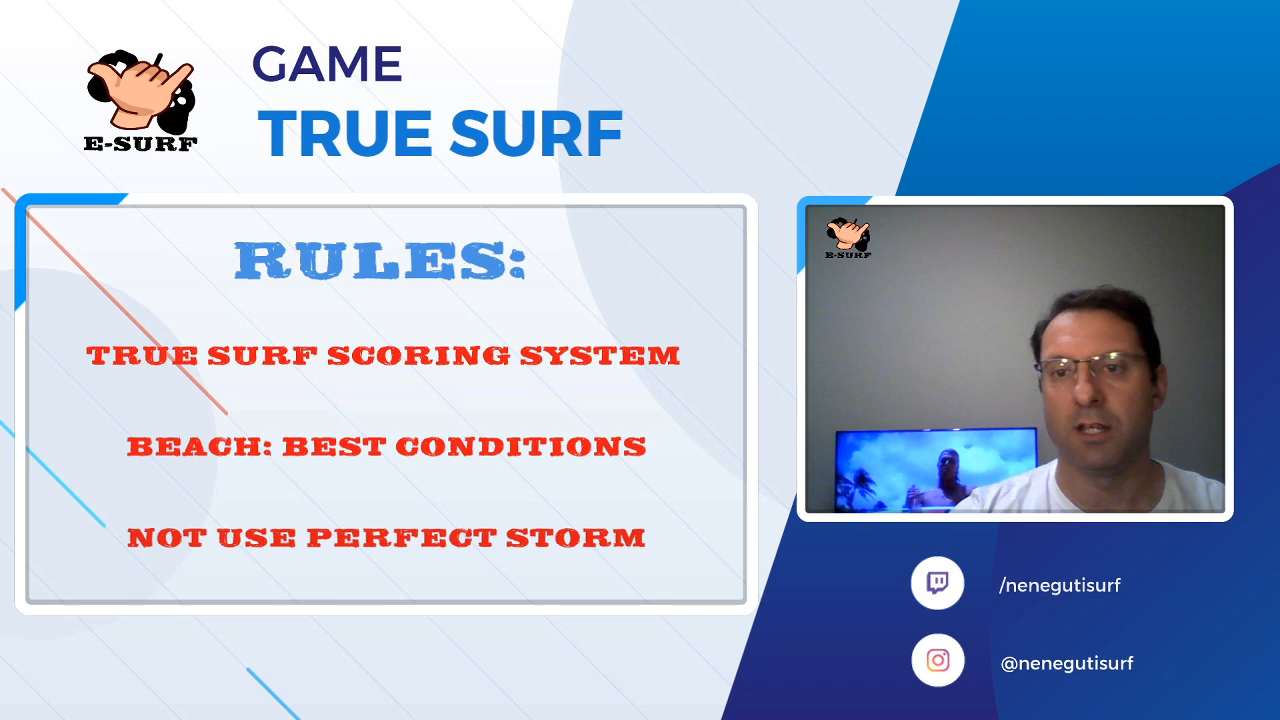 GAME
TRUE SURF
E-SURF
RULES:
TRUE SURF SCORING SYSTEM
BEACH: BEST CONDITIONS
NOT USE PERFECT STORM
E-SURF
/nenegutisurf
@nenegutisurf